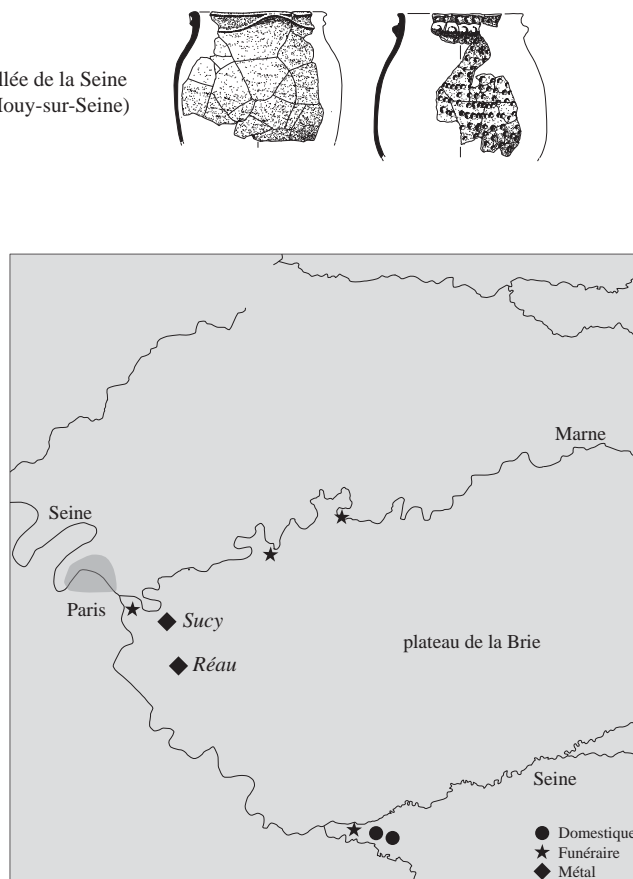 llée de la Seine
ouy-sur-Seine)
Marne
Seine
Paris
Sucy
plateau de la Brie
Réau
Seine
Domestique
Funéraire
Métal